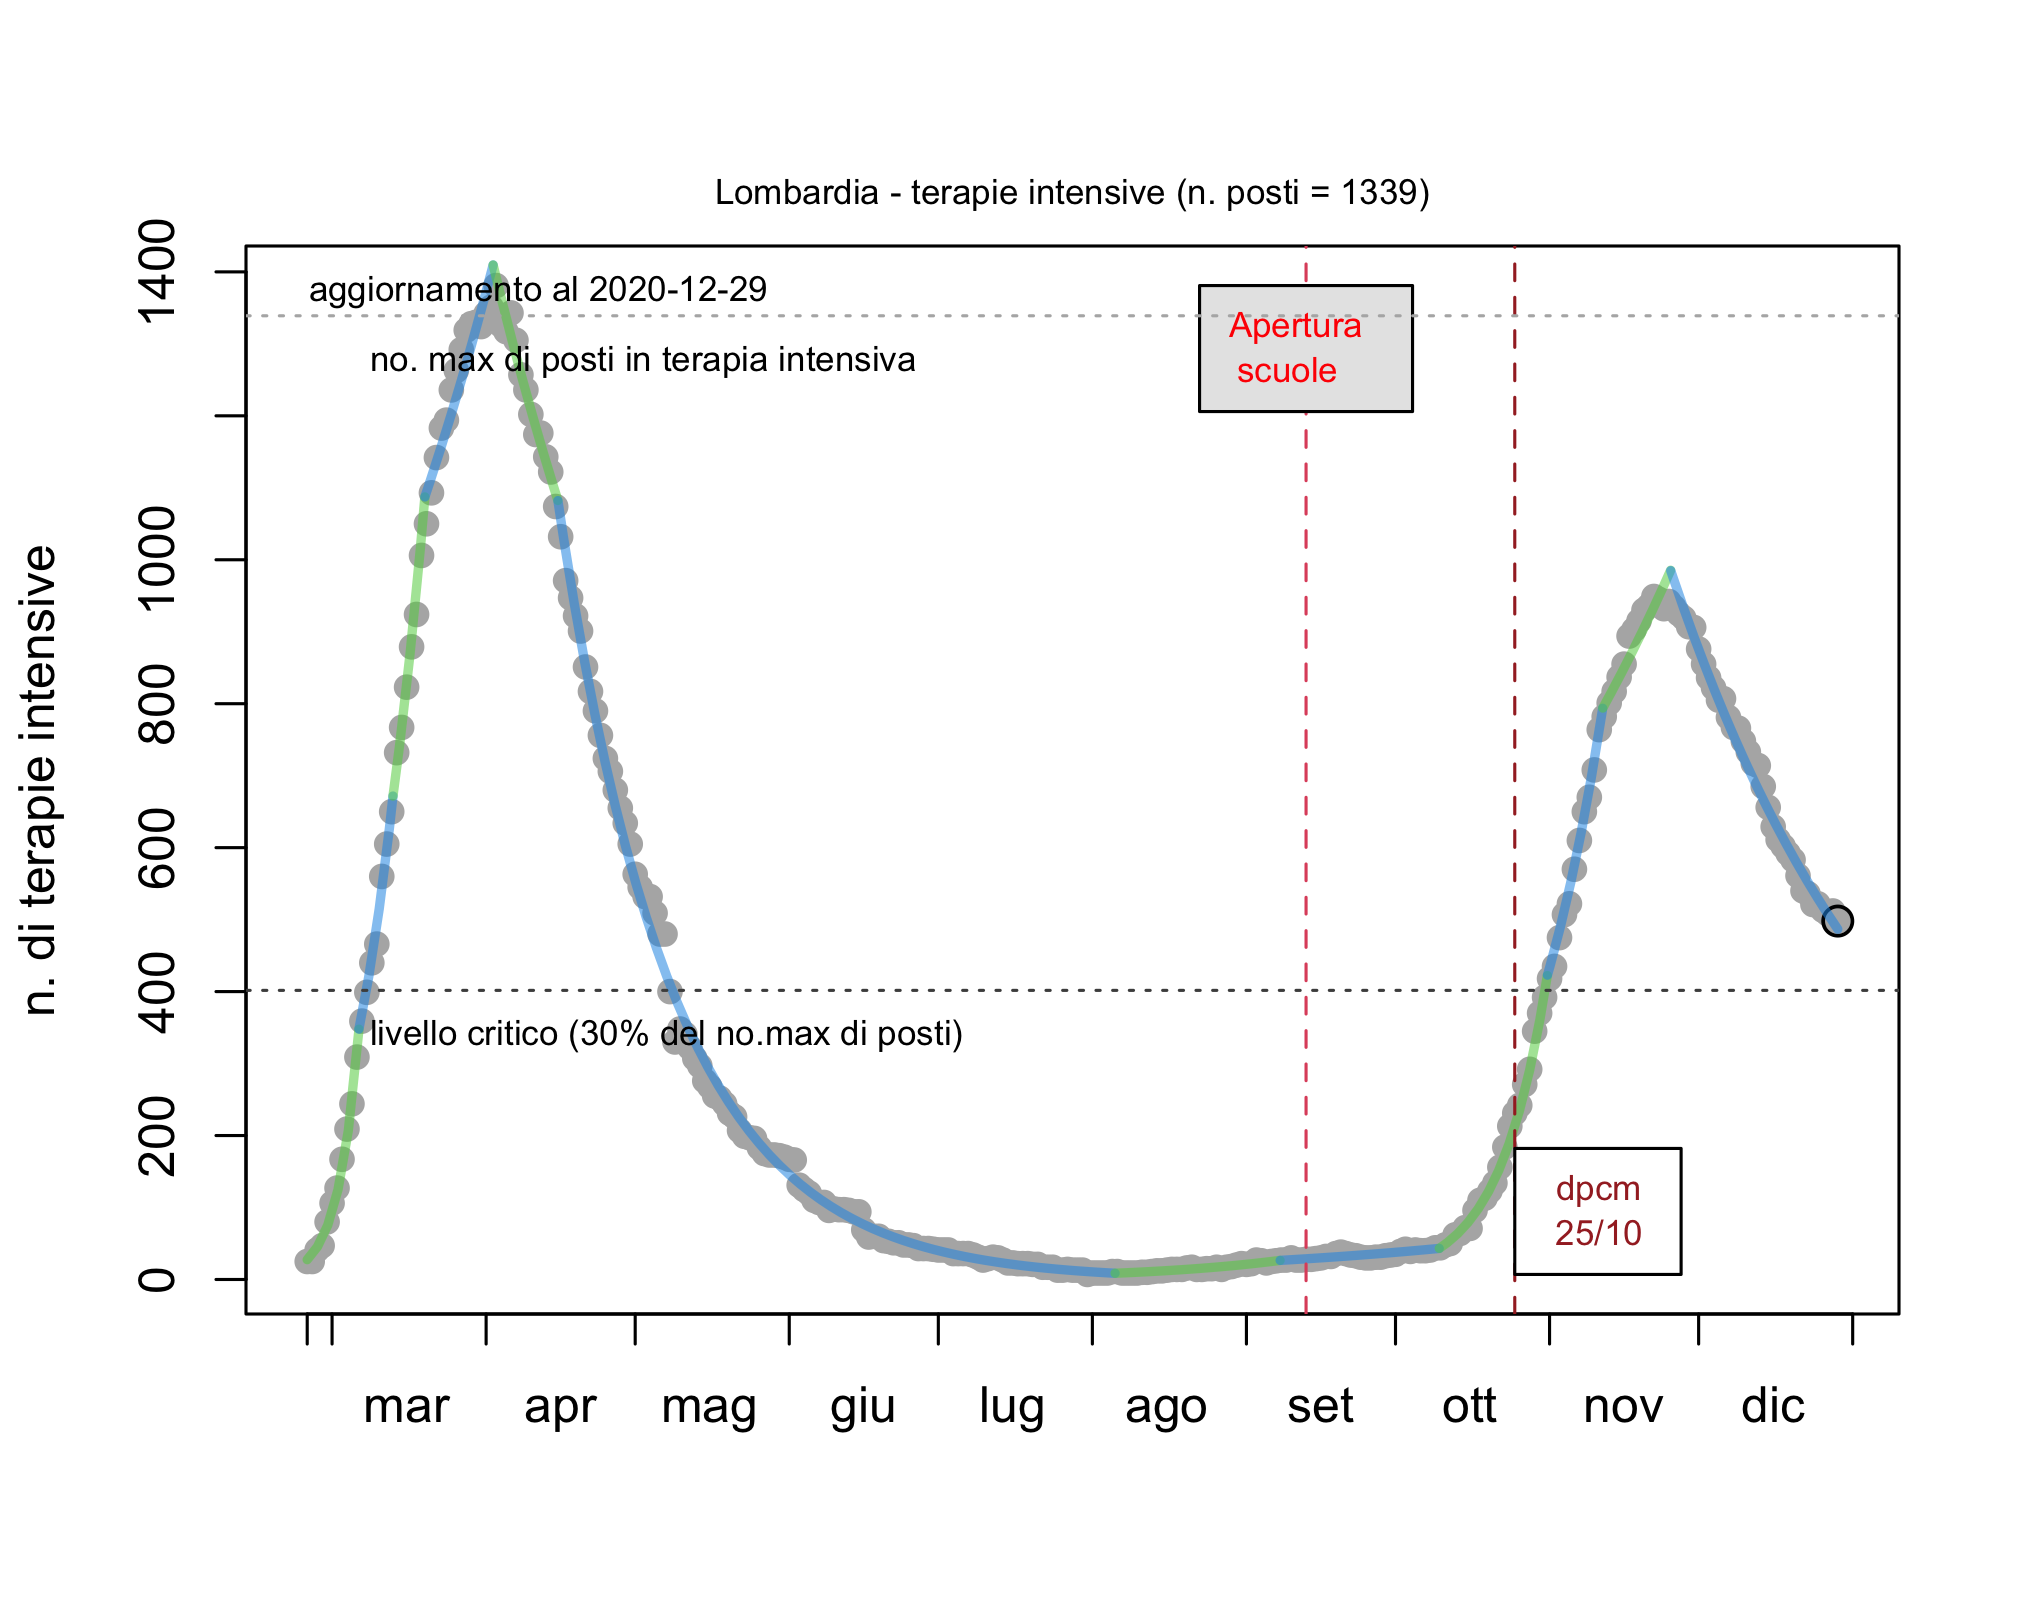 Lombardia - terapie intensive (n. posti = 1339)
aggiornamento al 2020-12-29
no. max di posti in terapia intensiva
Apertura
scuole
livello critico (30% del no.max di posti)
dpcm
25/10
n. di terapie intensive
1400
1000
800
600
400
200
0
mar apr mag giu lug ago set ott nov dic